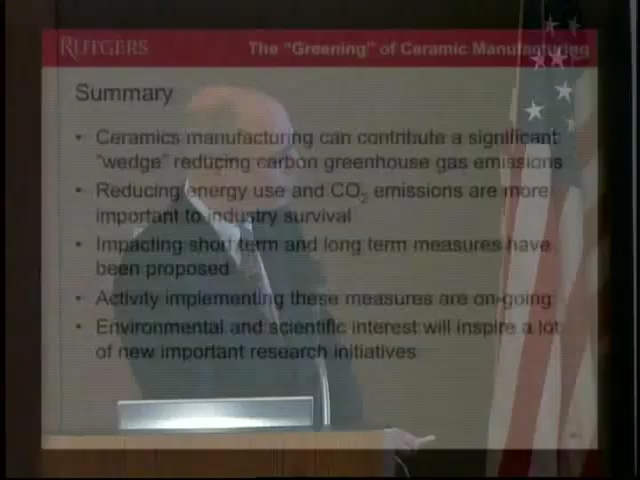 RUTGERS
The "Greening" of Ceramic Manufacturing
Summary
• Ceramics manufacturing can contribute a significant
"wedge" reducing carbon greenhouse gas emissions
• Reducing energy use and CO₂ emissions are more
important to industry survival
• Impacting short term and long term measures have
been proposed
• Activity implementing these measures are on-going
• Environmental and scientific interest will inspire a lot
of new important research initiatives